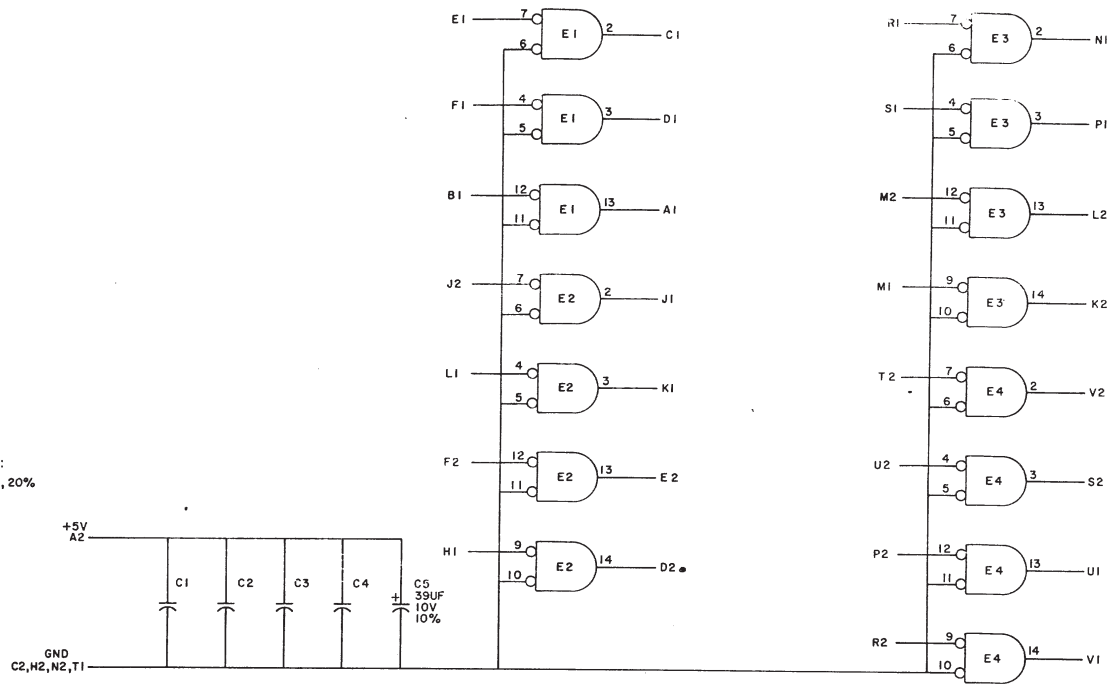 E1 7 E1 2 C1
6
F1 4 E1 3 D1
5
B1 12 E1 13 A1
11
J2 7 E2 2 J1
6
L1 4 E2 3 K1
5
F2 12 E2 13 E2
11
H1 9 E2 14 D2
10
R1 7 E3 2 N1
6
S1 4 E3 3 P1
5
M2 12 E3 13 L2
11
M1 9 E3 14 K2
10
T2 7 E4 2 V2
6
U2 4 E4 3 S2
5
P2 12 E4 13 U1
11
R2 9 E4 14 V1
10
:
, 20%
+5V
A2
C1 C2 C3 C4 C5
+ 39UF
10V
10%
GND
C2,H2,N2,T1